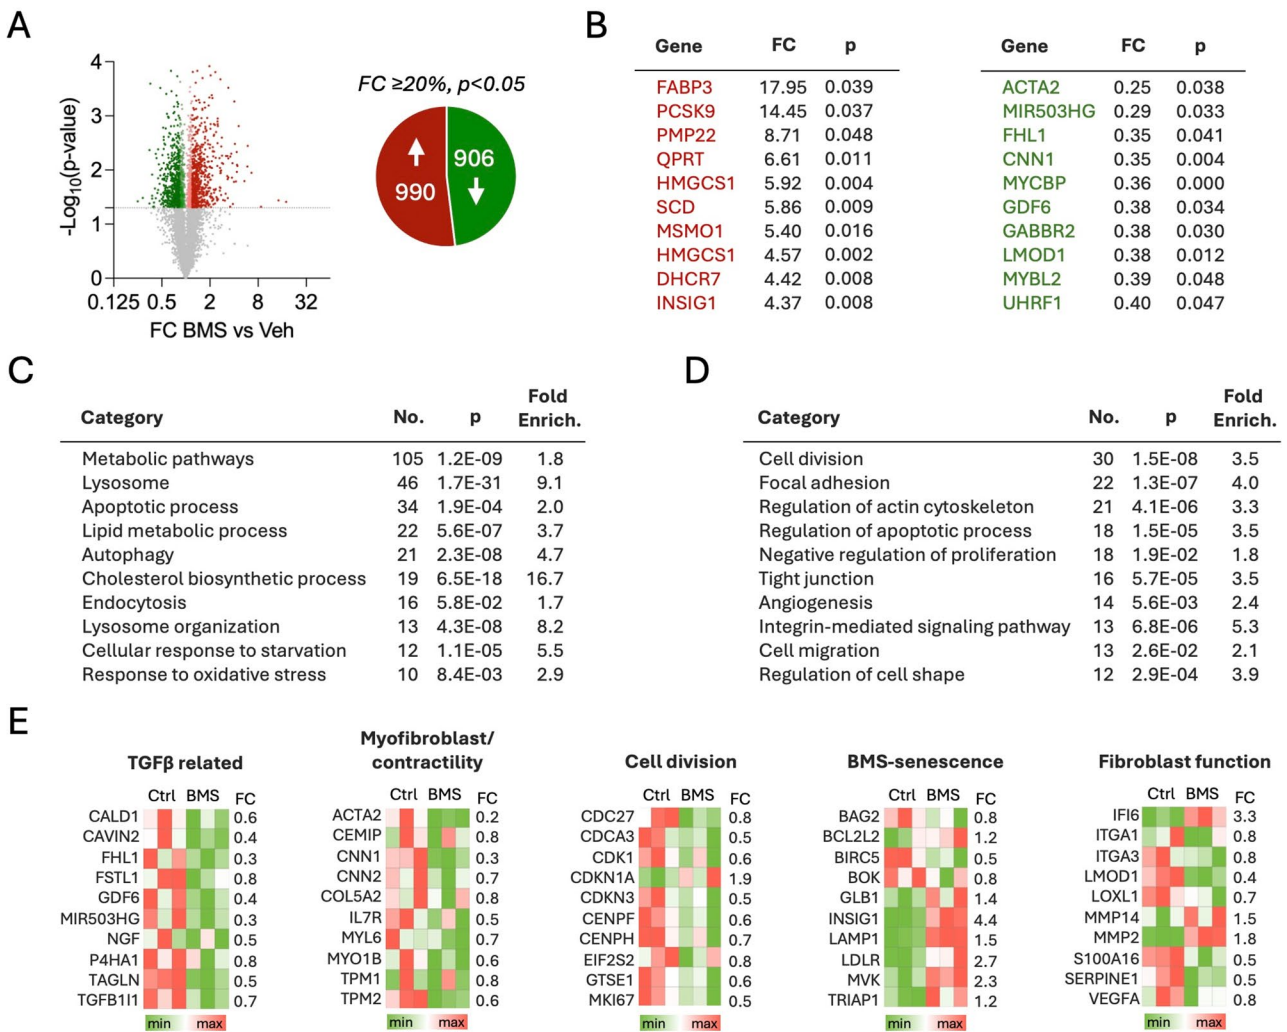 A
-Log10(p-value)
4
3
2
1
0
0.125 0.5 2 8 32
FC BMS vs Veh
FC ≥20%, p<0.05
990
906
B
Gene FC p
FABP3 17.95 0.039
PCSK9 14.45 0.037
PMP22 8.71 0.048
QPRT 6.61 0.011
HMGCS1 5.92 0.004
SCD 5.86 0.009
MSMO1 5.40 0.016
HMGCS1 4.57 0.002
DHCR7 4.42 0.008
INSIG1 4.37 0.008
Gene FC p
ACTA2 0.25 0.038
MIR503HG 0.29 0.033
FHL1 0.35 0.041
CNN1 0.35 0.004
MYCBP 0.36 0.000
GDF6 0.38 0.034
GABBR2 0.38 0.030
LMOD1 0.38 0.012
MYBL2 0.39 0.048
UHRF1 0.40 0.047
C
Category No. p Fold Enrich.
Metabolic pathways 105 1.2E-09 1.8
Lysosome 46 1.7E-31 9.1
Apoptotic process 34 1.9E-04 2.0
Lipid metabolic process 22 5.6E-07 3.7
Autophagy 21 2.3E-08 4.7
Cholesterol biosynthetic process 19 6.5E-18 16.7
Endocytosis 16 5.8E-02 1.7
Lysosome organization 13 4.3E-08 8.2
Cellular response to starvation 12 1.1E-05 5.5
Response to oxidative stress 10 8.4E-03 2.9
D
Category No. p Fold Enrich.
Cell division 30 1.5E-08 3.5
Focal adhesion 22 1.3E-07 4.0
Regulation of actin cytoskeleton 21 4.1E-06 3.3
Regulation of apoptotic process 18 1.5E-05 3.5
Negative regulation of proliferation 18 1.9E-02 1.8
Tight junction 16 5.7E-05 3.5
Angiogenesis 14 5.6E-03 2.4
Integrin-mediated signaling pathway 13 6.8E-06 5.3
Cell migration 13 2.6E-02 2.1
Regulation of cell shape 12 2.9E-04 3.9
E
TGFβ related
Ctrl BMS FC
CALD1 0.6
CAVIN2 0.4
FHL1 0.3
FSTL1 0.8
GDF6 0.4
MIR503HG 0.3
NGF 0.5
P4HA1 0.8
TAGLN 0.5
TGFB1I1 0.7
min max
Myofibroblast/
contractility
Ctrl BMS FC
ACTA2 0.2
CEMIP 0.8
CNN1 0.3
CNN2 0.7
COL5A2 0.8
IL7R 0.5
MYL6 0.7
MYO1B 0.6
TPM1 0.8
TPM2 0.6
min max
Cell division
Ctrl BMS FC
CDC27 0.8
CDCA3 0.5
CDK1 0.6
CDKN1A 1.9
CDKN3 0.5
CENPF 0.6
CENPH 0.7
EIF2S2 0.8
GTSE1 0.6
MKI67 0.5
min max
BMS-senescence
Ctrl BMS FC
BAG2 0.8
BCL2L2 1.2
BIRC5 0.5
BOK 0.8
GLB1 1.4
INSIG1 4.4
LAMP1 1.5
LDLR 2.7
MVK 2.3
TRIAP1 1.2
min max
Fibroblast function
Ctrl BMS FC
IFI6 3.3
ITGA1 0.8
ITGA3 0.8
LMOD1 0.4
LOXL1 0.7
MMP14 1.5
MMP2 1.8
S100A16 0.5
SERPINE1 0.5
VEGFA 0.8
min max